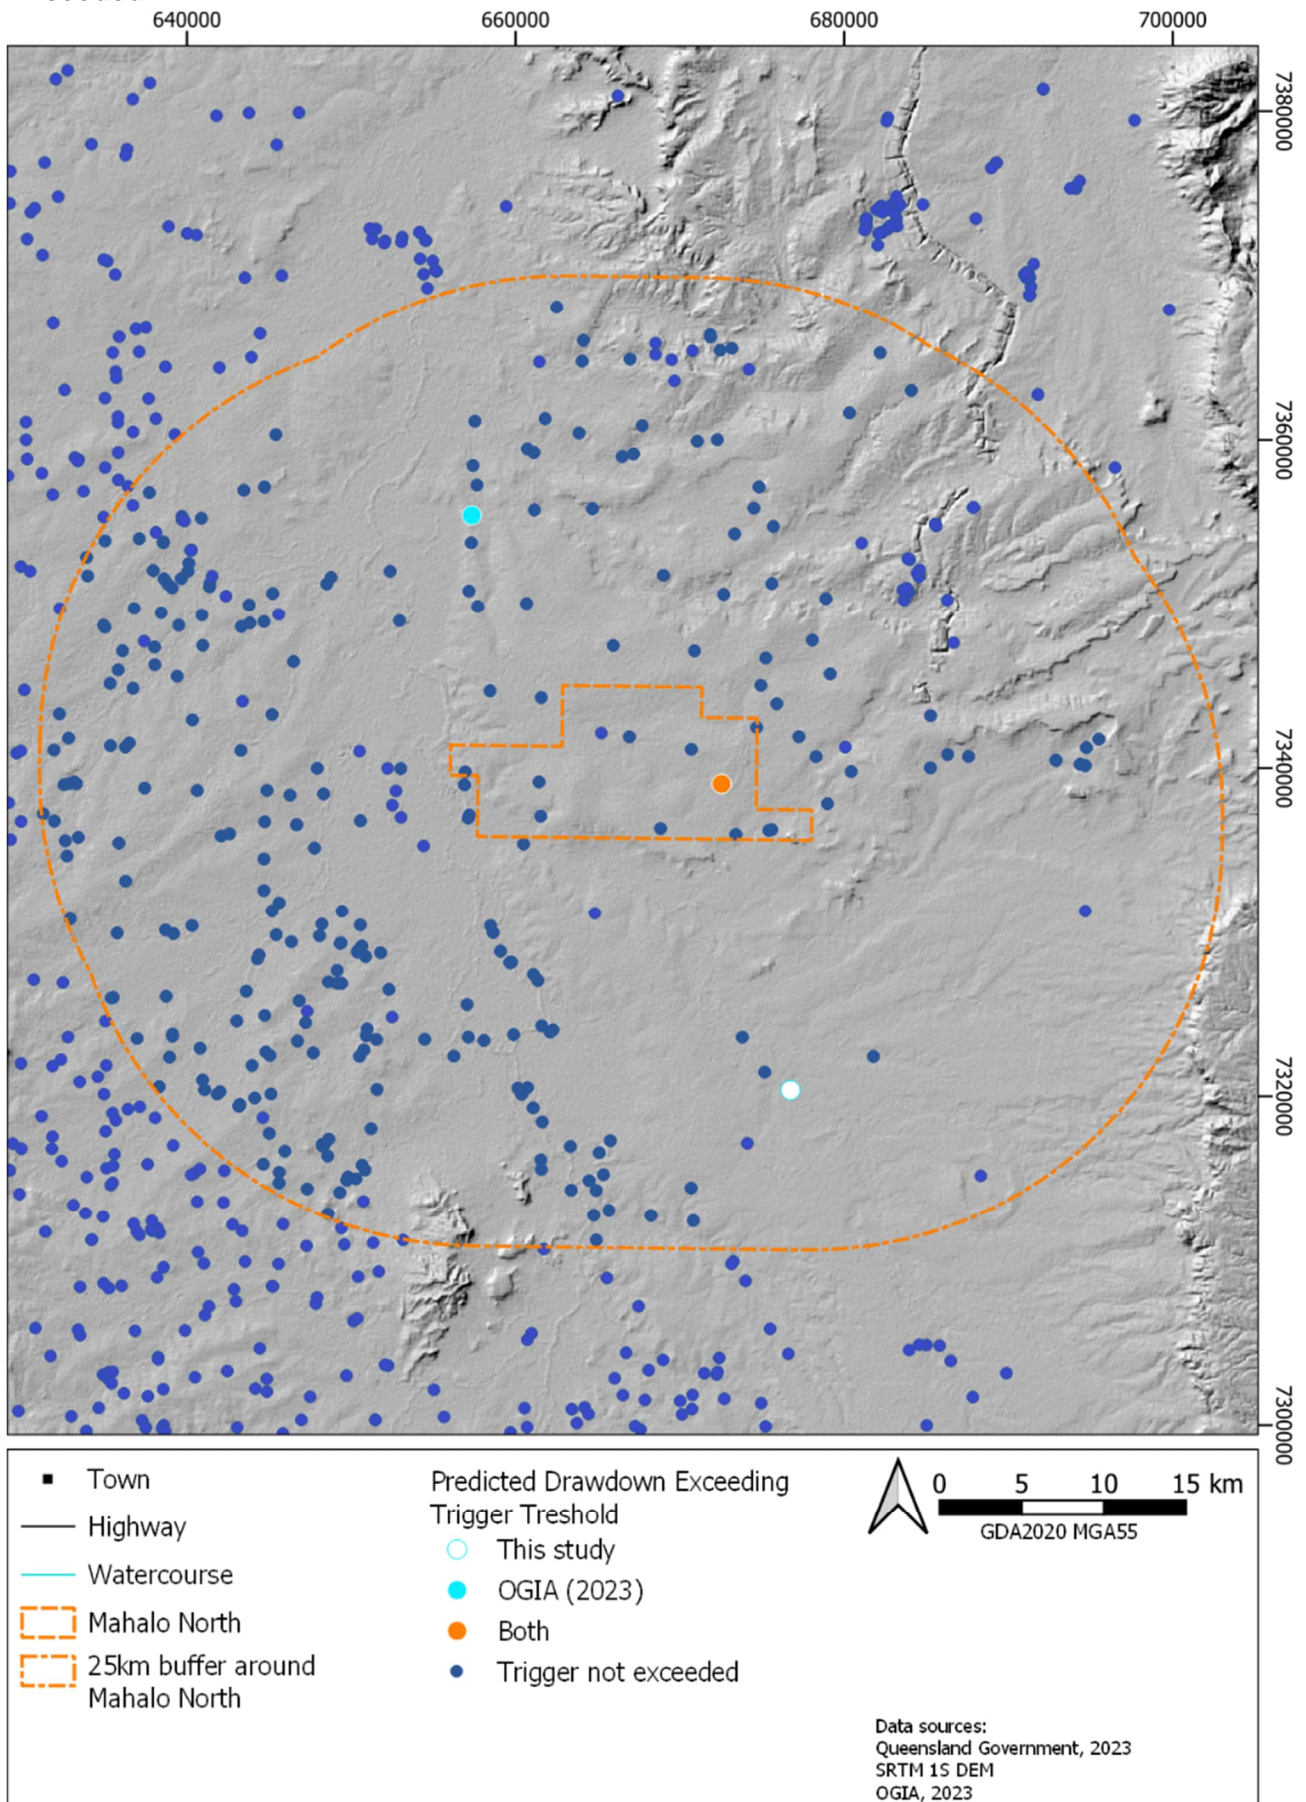 640000
660000
680000
700000
7380000
7360000
7340000
7320000
7300000
Town
Highway
Watercourse
Mahalo North
25km buffer around
Mahalo North
Predicted Drawdown Exceeding
Trigger Treshold
This study
OGIA (2023)
Both
Trigger not exceeded
0 5 10 15 km
GDA2020 MGA55
Data sources:
Queensland Government, 2023
SRTM 1S DEM
OGIA, 2023